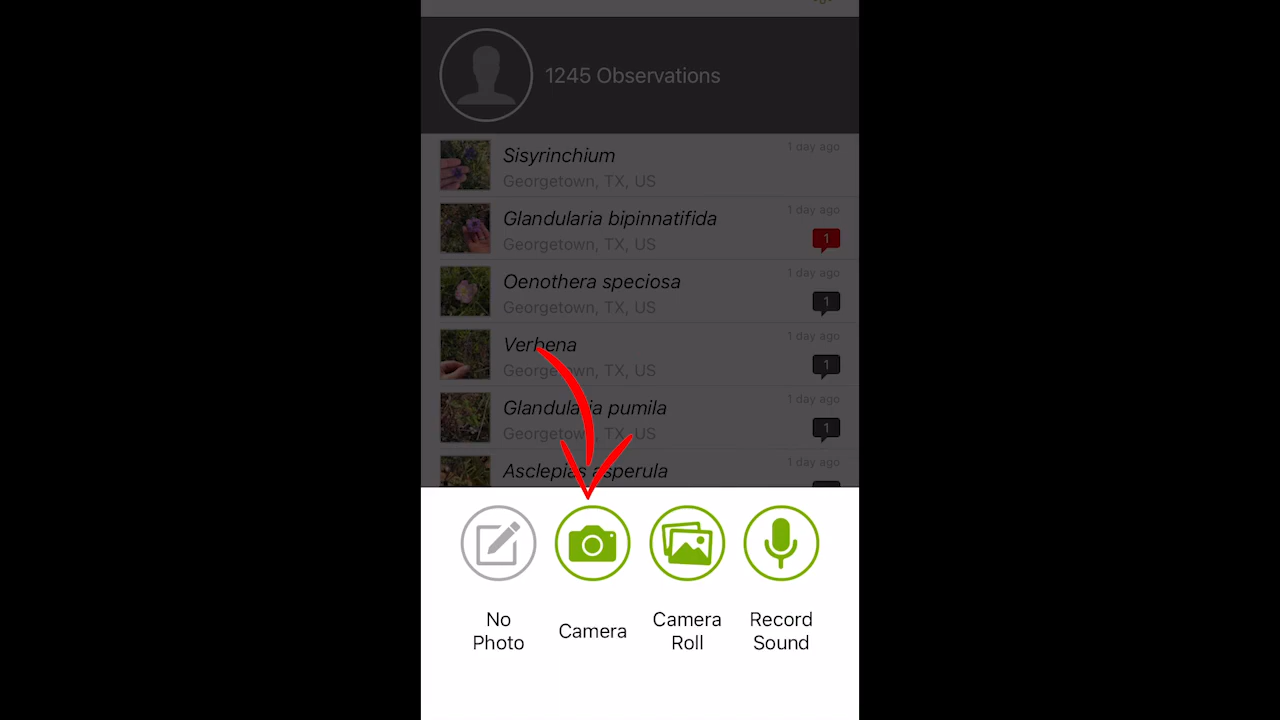 1245 Observations
Sisyrinchium
1 day ago
Georgetown, TX, US
Glandularia bipinnatifida
1 day ago
Georgetown, TX, US
1
Oenothera speciosa
1 day ago
Georgetown, TX, US
1
Verbena
1 day ago
Georgetown, TX, US
1
Glandularia pumila
1 day ago
Georgetown, TX, US
1
Asclepias asperula
1 day ago
No
Photo
Camera
Camera
Roll
Record
Sound